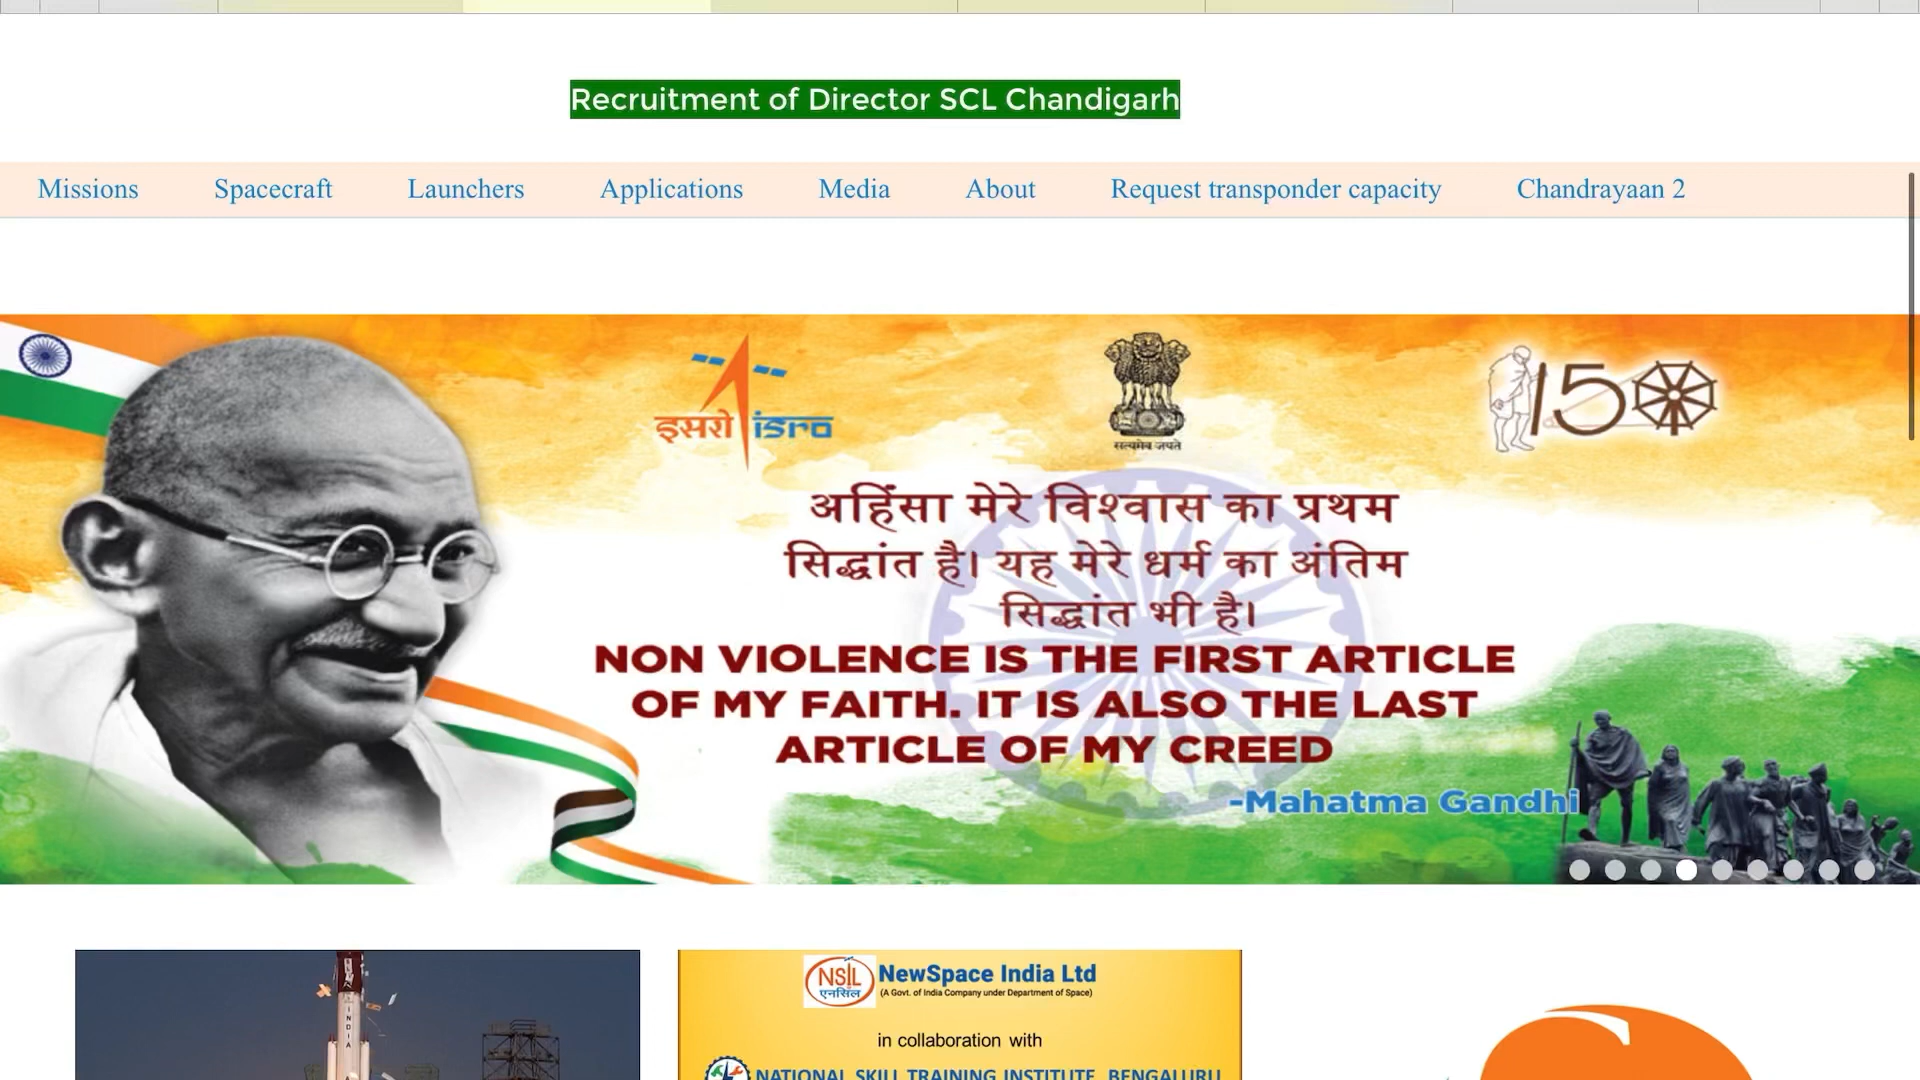 Recruitment of Director SCL Chandigarh
Missions Spacecraft Launchers Applications Media About Request transponder capacity Chandrayaan 2
इसरो isro
सत्यमेव जयते
150
अहिंसा मेरे विश्वास का प्रथम
सिद्धांत है। यह मेरे धर्म का अंतिम
सिद्धांत भी है।
NON VIOLENCE IS THE FIRST ARTICLE
OF MY FAITH. IT IS ALSO THE LAST
ARTICLE OF MY CREED
-Mahatma Gandhi
INDIA
NSIL
एनसिल
NewSpace India Ltd
(A Govt. of India Company under Department of Space)
in collaboration with
NATIONAL SKILL TRAINING INSTITUTE, BENGALURU